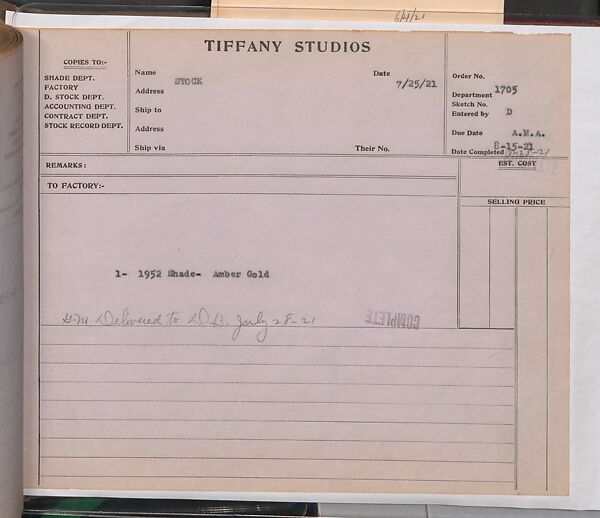 6/4/21
TIFFANY STUDIOS
COPIES TO:-
SHADE DEPT.
FACTORY
D. STOCK DEPT.
ACCOUNTING DEPT.
CONTRACT DEPT.
STOCK RECORD DEPT.
Name STOCK
Date 7/25/21
Address
Ship to
Address
Ship via
Their No.
Order No. 1705
Department
Sketch No. D
Entered by
Due Date A.M.A.
8-15-21
Date Completed 7-28-21
REMARKS:
EST. COST
TO FACTORY:-
SELLING PRICE
1- 1952 Shade- Amber Gold
Delivered to D.B. July 28-21
COMPLETE